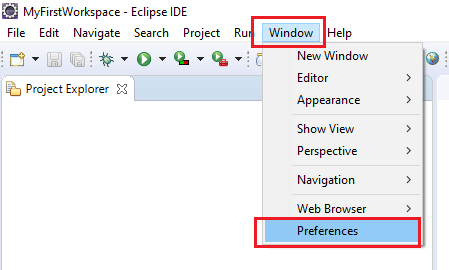 MyFirstWorkspace - Eclipse IDE
File Edit Navigate Search Project Run Window Help
New Window
Editor
Appearance
Project Explorer
Show View
Perspective
Navigation
Web Browser
Preferences